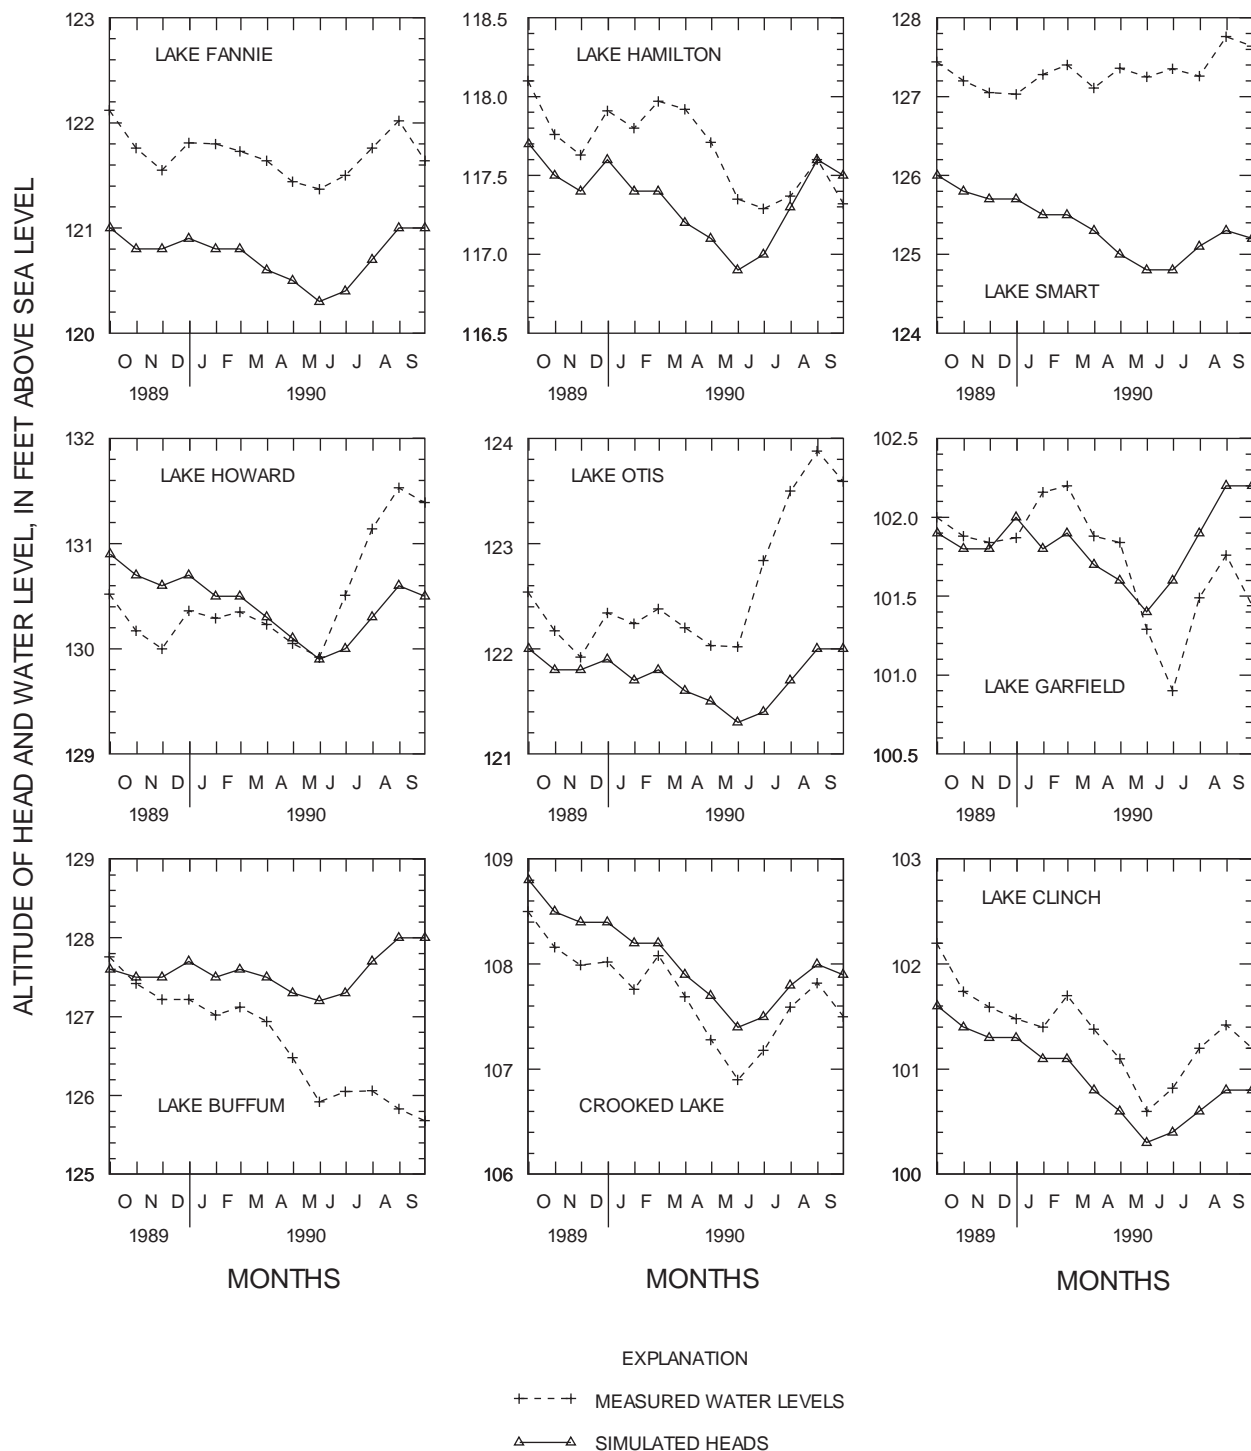 ALTITUDE OF HEAD AND WATER LEVEL, IN FEET ABOVE SEA LEVEL
LAKE FANNIE
123
122
121
120
O N D J F M A M J J A S
1989 1990
LAKE HAMILTON
118.5
118.0
117.5
117.0
116.5
O N D J F M A M J J A S
1989 1990
LAKE SMART
128
127
126
125
124
O N D J F M A M J J A S
1989 1990
LAKE HOWARD
132
131
130
129
O N D J F M A M J J A S
1989 1990
LAKE OTIS
124
123
122
121
O N D J F M A M J J A S
1989 1990
LAKE GARFIELD
102.5
102.0
101.5
101.0
100.5
O N D J F M A M J J A S
1989 1990
LAKE BUFFUM
129
128
127
126
125
O N D J F M A M J J A S
1989 1990
MONTHS
CROOKED LAKE
109
108
107
106
O N D J F M A M J J A S
1989 1990
MONTHS
LAKE CLINCH
103
102
101
100
O N D J F M A M J J A S
1989 1990
MONTHS
EXPLANATION
MEASURED WATER LEVELS
SIMULATED HEADS